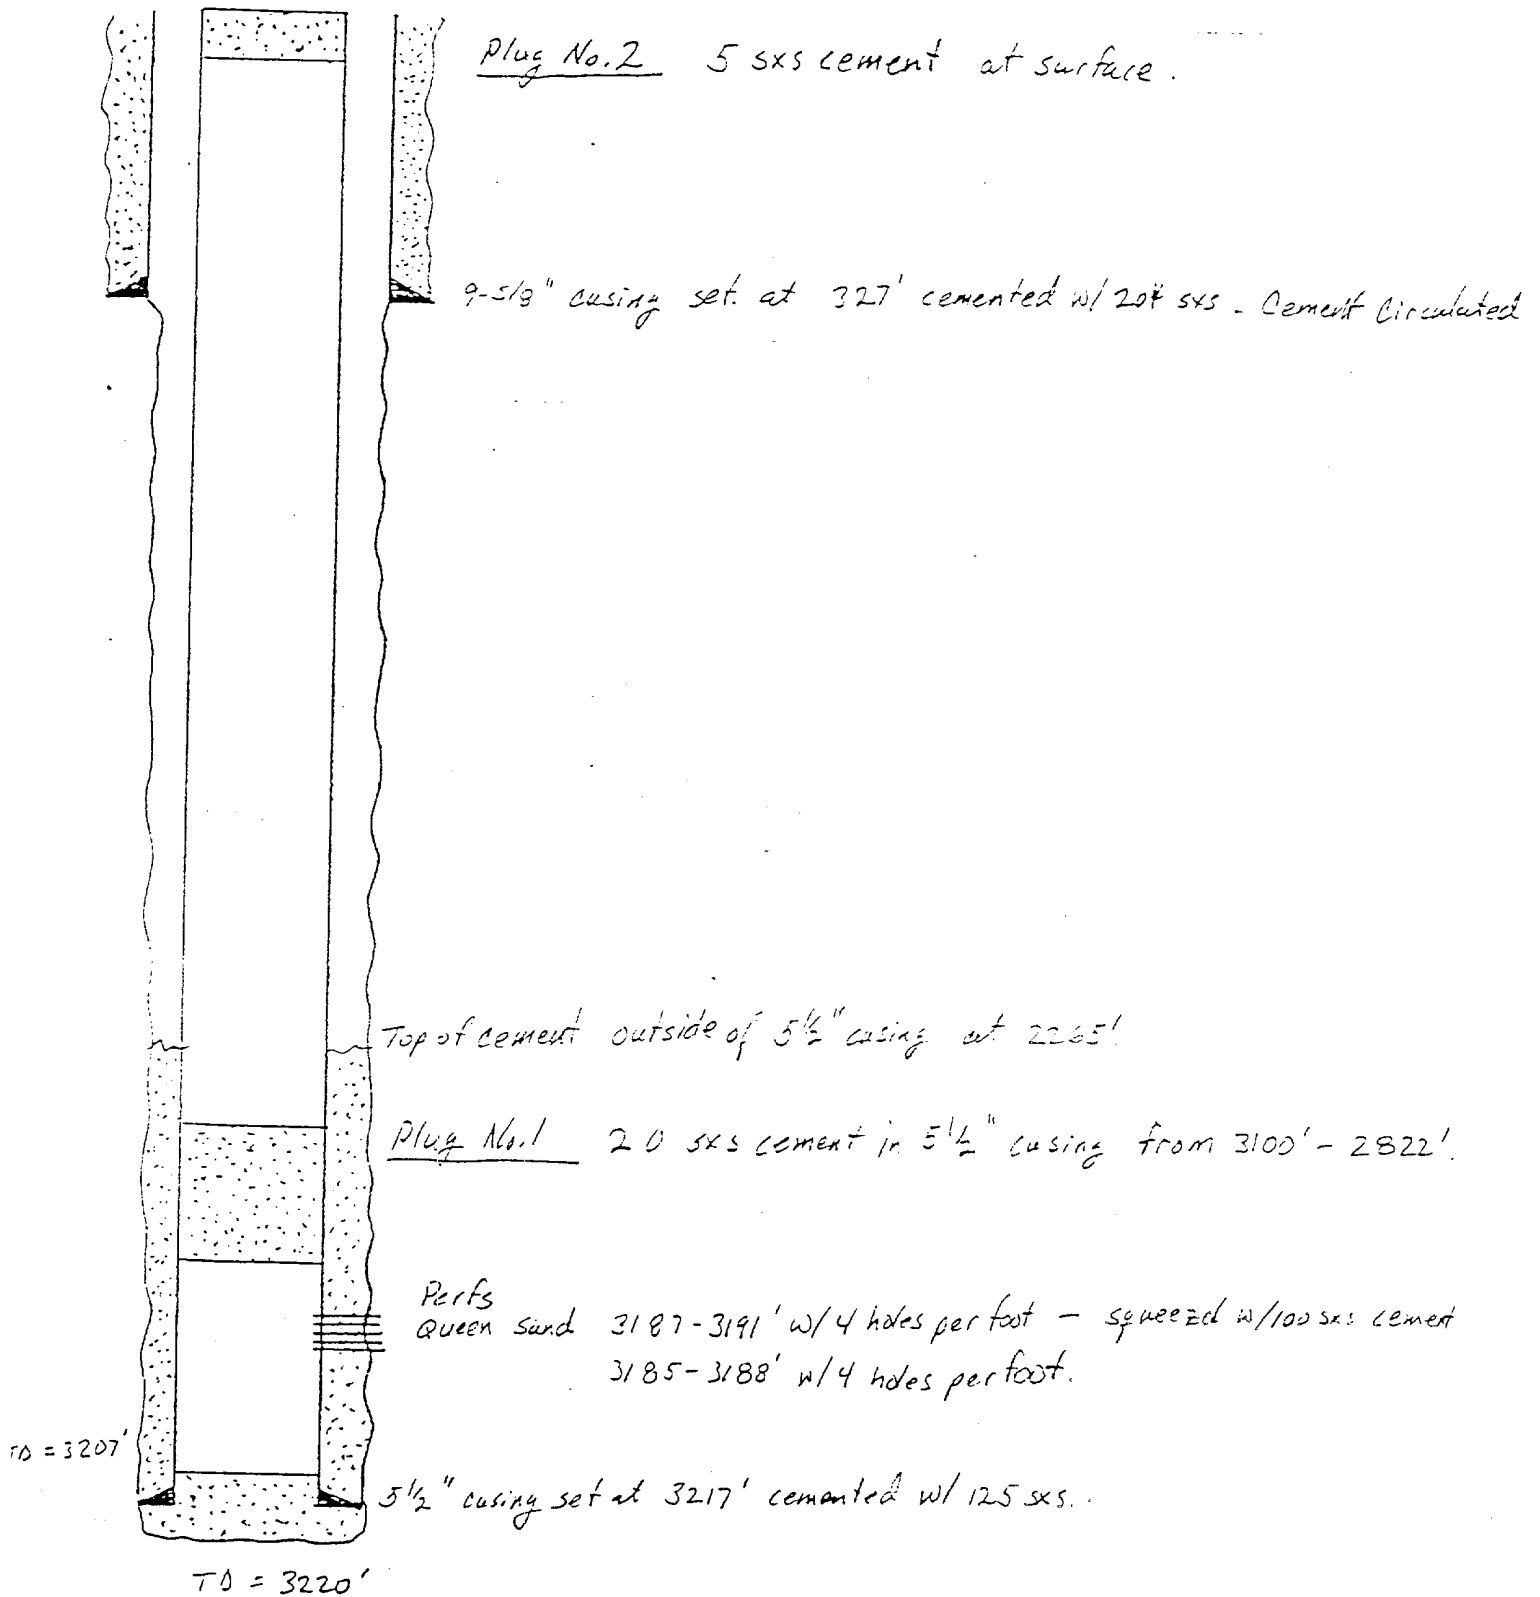 Plug No.2 5 sxs cement at surface.
9-5/8" casing set at 327' cemented w/ 204 sxs - Cement Circulated
Top of cement outside of 5½" casing at 2265'
Plug No.1 20 sxs cement in 5½" casing from 3100' - 2822'.
Perfs
Queen Sand 3187-3191' w/ 4 holes per foot - squeezd w/100 sxs cement
3185-3188' w/ 4 holes per foot.
TD = 3207'
5½" casing set at 3217' cemented w/ 125 sxs.
TD = 3220'